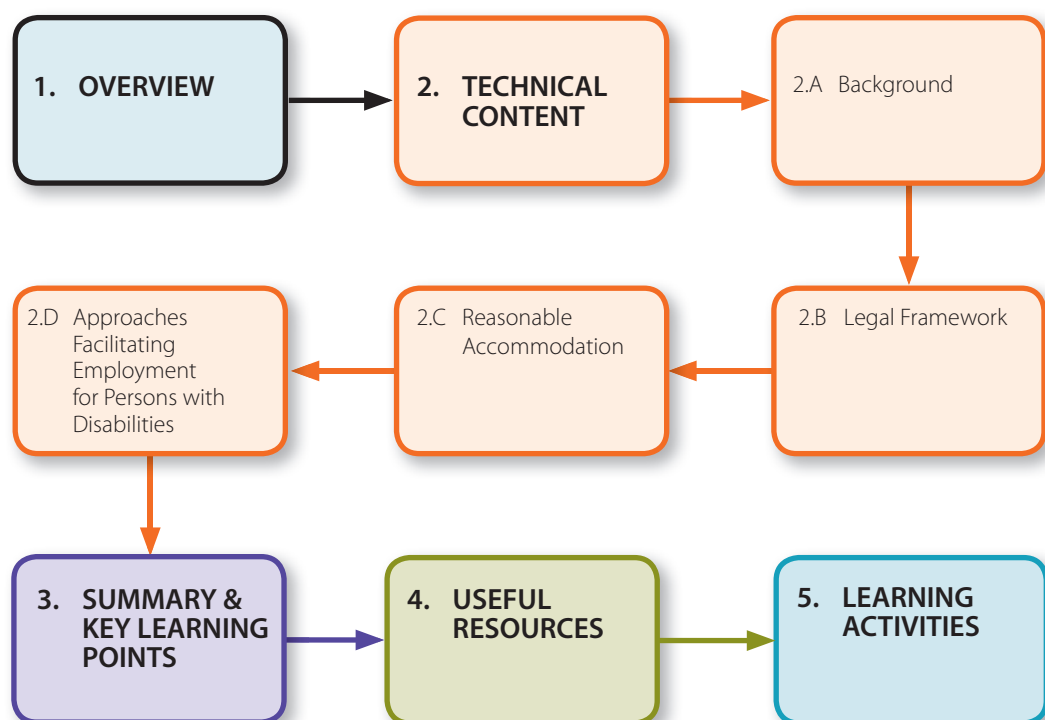 1. OVERVIEW
2. TECHNICAL
CONTENT
2.A Background
2.B Legal Framework
2.C Reasonable
Accommodation
2.D Approaches
Facilitating
Employment
for Persons with
Disabilities
3. SUMMARY &
KEY LEARNING
POINTS
4. USEFUL
RESOURCES
5. LEARNING
ACTIVITIES